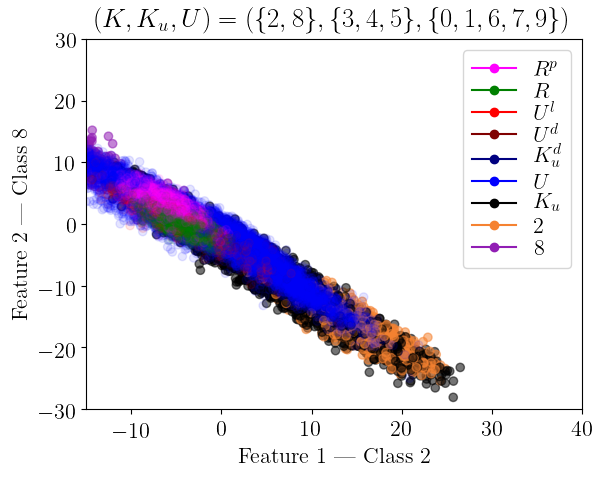 (K, K_u, U) = ({2, 8}, {3, 4, 5}, {0, 1, 6, 7, 9})
30
20
10
0
−10
−20
−30
Feature 2 — Class 8
R^p
R
U^l
U^d
K_u^d
U
K_u
2
8
−10 0 10 20 30 40
Feature 1 — Class 2